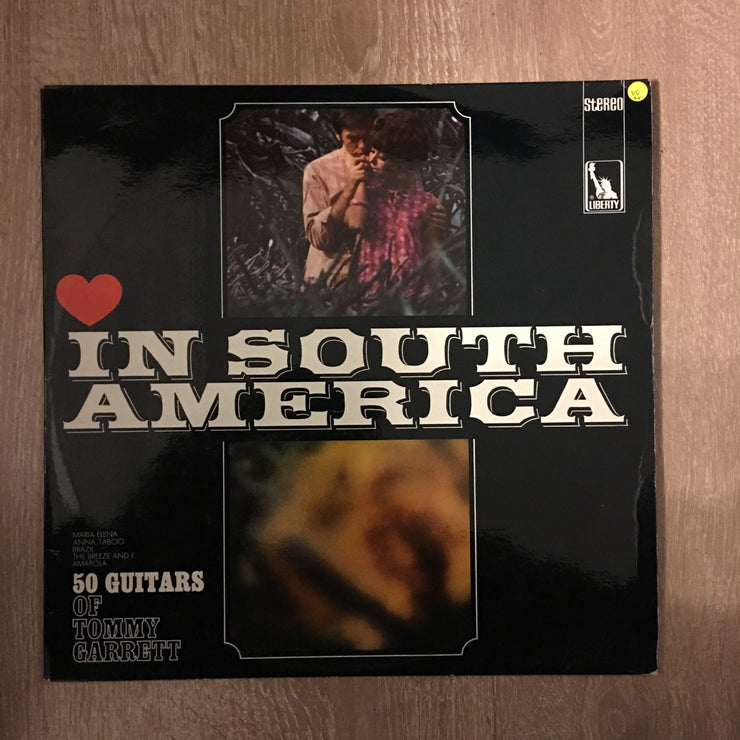 Stereo
LIBERTY
IN SOUTH
AMERICA
MARIA ELENA
ANNA, TABOO
BRAZIL
THE BREEZE AND I
AMAPOLA
50 GUITARS
OF
TOMMY
GARRETT